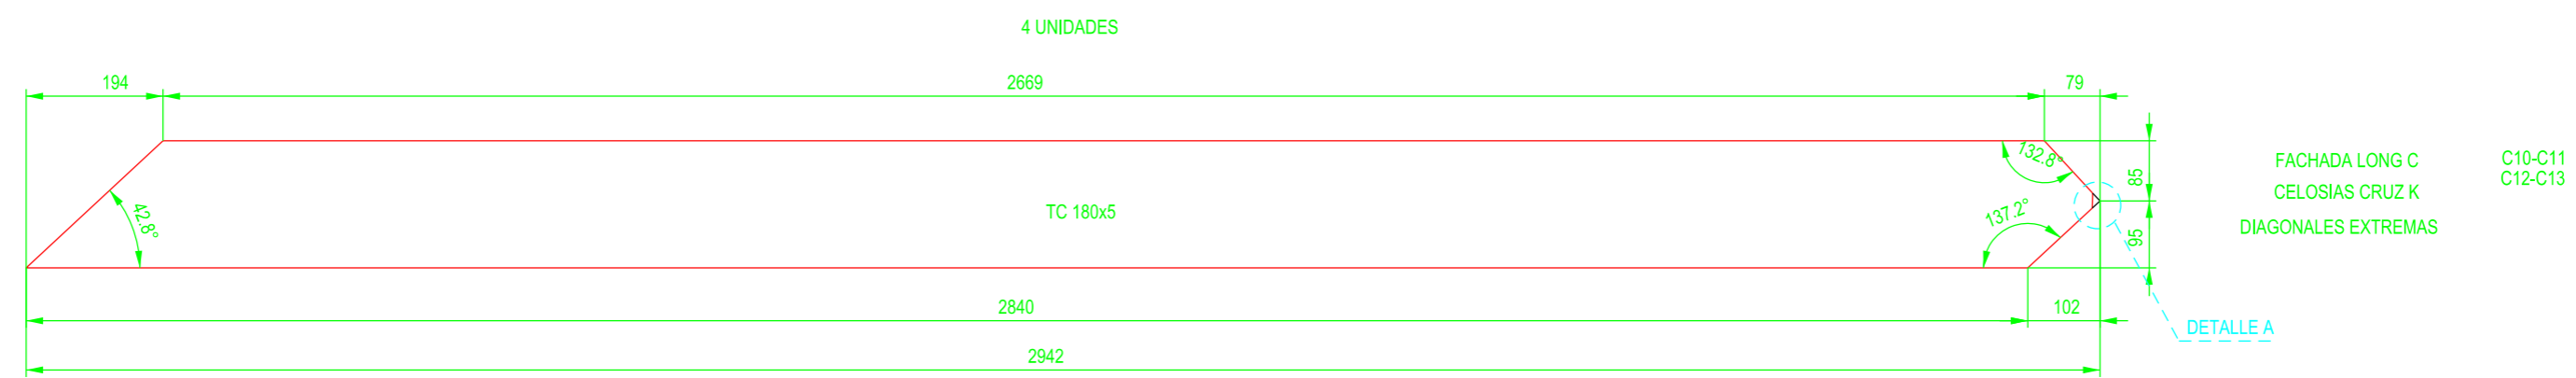 4 UNIDADES
194
2669
79
132.8°
85
FACHADA LONG C
C10-C11
CELOSIAS CRUZ K
C12-C13
42.8°
TC 180x5
137.2°
95
DIAGONALES EXTREMAS
2840
102
DETALLE A
2942